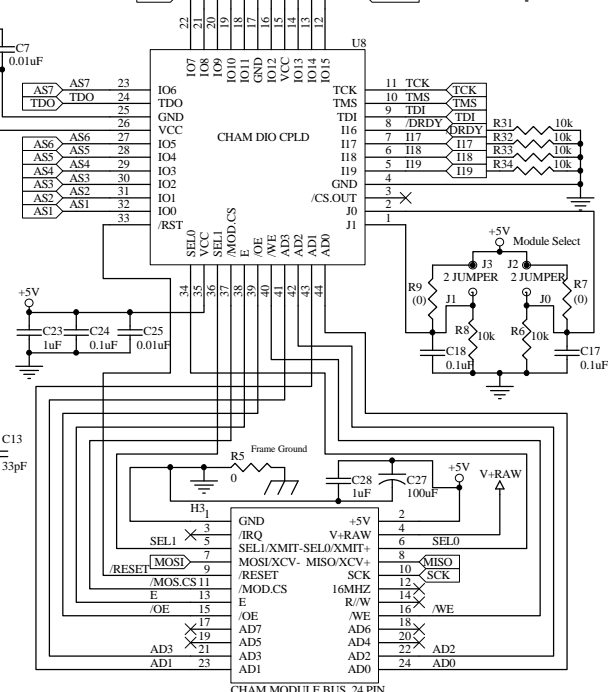 22 21 20 19 18 17 16 15 14 13 12
U8
C7
0.01uF
IO7 IO8 IO9 IO10 IO11 GND IO12 VCC IO13 IO14 IO15
AS7 AS7 23 IO6
TDO TDO 24 TDO
25 GND
26 VCC
AS6 AS6 27 IO5
AS5 AS5 28 IO4
AS4 AS4 29 IO3
AS3 AS3 30 IO2
AS2 AS2 31 IO1
AS1 AS1 32 IO0
33 /RST
CHAM DIO CPLD
TCK 11 TCK TCK
TMS 10 TMS TMS
TDI 9 TDI TDI
I16 8 /DRDY DRDY R31 10k
I17 7 I17 I17 R32 10k
I18 6 I18 I18 R33 10k
I19 5 I19 I19 R34 10k
GND 4
/CS.OUT 3
J0 2
J1 1
SEL0 VCC SEL1 /MOD.CS E /OE /WE AD3 AD2 AD1 AD0
34 35 36 37 38 39 40 41 42 43 44
+5V Module Select
J3 J2
2 JUMPER 2 JUMPER
R9 (0) R7 (0)
J1 J0
R8 10k R6 10k
C18 0.1uF
C17 0.1uF
+5V
C23 1uF
C24 0.1uF
C25 0.01uF
C13
33pF
R5
0
Frame Ground
C28 1uF
C27 100uF
+5V
V+RAW
H3
1 GND +5V 2
3 /IRQ V+RAW 4
SEL1 5 SEL1/XMIT- SEL0/XMIT+ 6 SEL0
MOSI 7 MOSI/XCV- MISO/XCV+ 8 MISO
/RESET 9 /RESET SCK 10 SCK
/MOS.CS 11 /MOD.CS 16MHZ 12
E 13 E R//W 14
/OE 15 /OE /WE 16 /WE
17 AD7 AD6 18
19 AD5 AD4 20
AD3 21 AD3 AD2 22 AD2
AD1 23 AD1 AD0 24 AD0
CHAM MODULE BUS 24 PIN